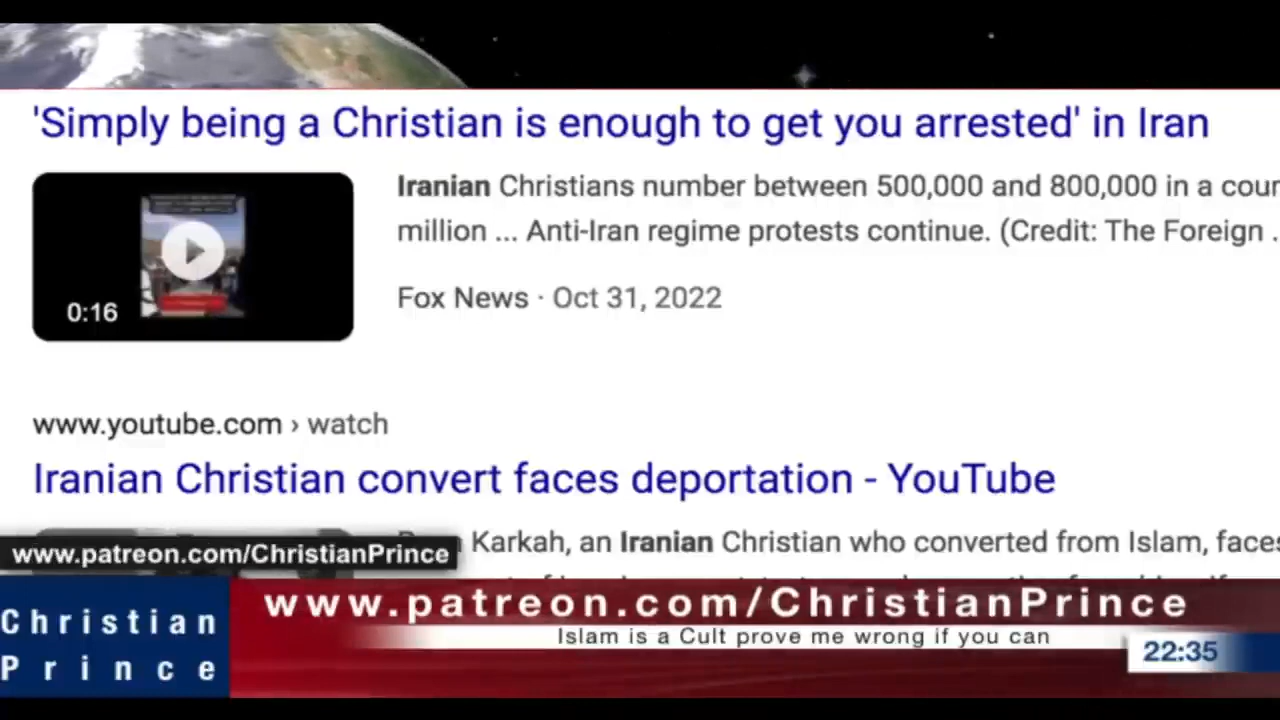 'Simply being a Christian is enough to get you arrested' in Iran
Iranian Christians number between 500,000 and 800,000 in a coun
million ... Anti-Iran regime protests continue. (Credit: The Foreign .
0:16
Fox News · Oct 31, 2022
www.youtube.com › watch
Iranian Christian convert faces deportation - YouTube
Karkah, an Iranian Christian who converted from Islam, faces
www.patreon.com/ChristianPrince
www.patreon.com/ChristianPrince
Islam is a Cult prove me wrong if you can
Christian
Prince
22:35